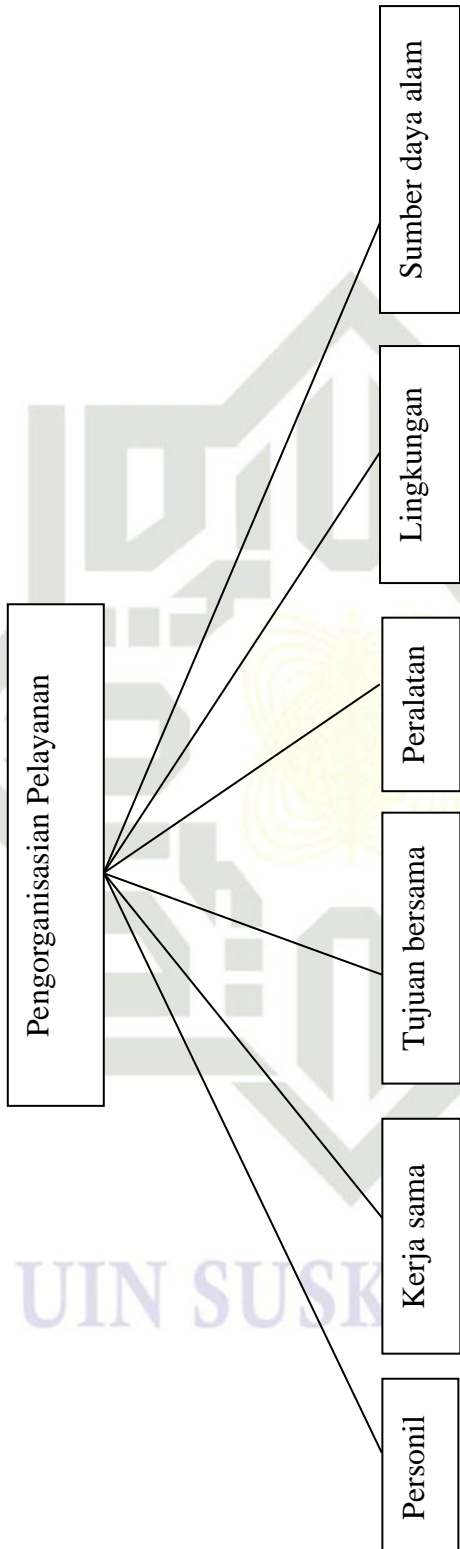 Pengorganisasian Pelayanan
Personil
Kerja sama
Tujuan bersama
Peralatan
Lingkungan
Sumber daya alam
UIN SUSK